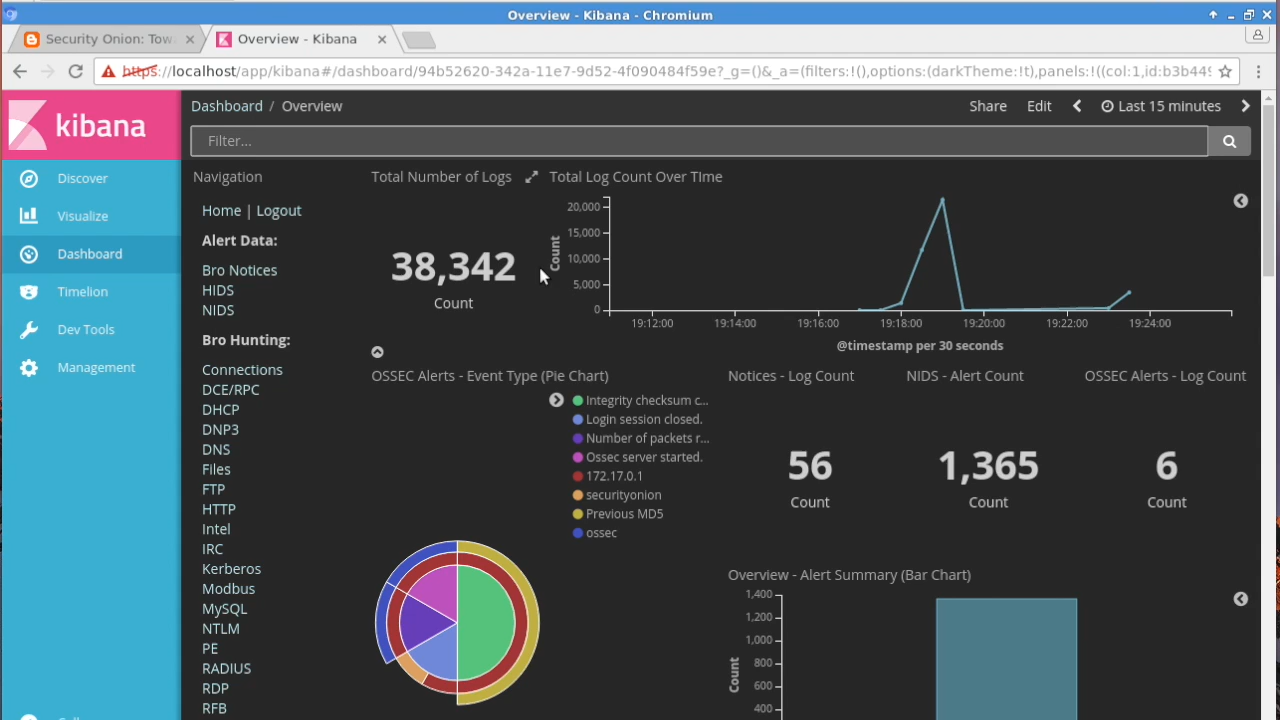 Overview - Kibana - Chromium
Security Onion: Tow
Overview - Kibana
https://localhost/app/kibana#/dashboard/94b52620-342a-11e7-9d52-4f090484f59e?_g=()&_a=(filters:!(),options:(darkTheme:!t),panels:!((col:1,id:b3b449
kibana
Discover
Visualize
Dashboard
Timelion
Dev Tools
Management
Dashboard / Overview
Share Edit Last 15 minutes
Filter...
Navigation
Home | Logout
Alert Data:
Bro Notices
HIDS
NIDS
Bro Hunting:
Connections
DCE/RPC
DHCP
DNP3
DNS
Files
FTP
HTTP
Intel
IRC
Kerberos
Modbus
MySQL
NTLM
PE
RADIUS
RDP
RFB
Total Number of Logs
38,342
Count
Total Log Count Over TIme
Count
20,000
15,000
10,000
5,000
0
19:12:00 19:14:00 19:16:00 19:18:00 19:20:00 19:22:00 19:24:00
@timestamp per 30 seconds
OSSEC Alerts - Event Type (Pie Chart)
Integrity checksum c...
Login session closed.
Number of packets r...
Ossec server started.
172.17.0.1
securityonion
Previous MD5
ossec
Notices - Log Count
56
Count
NIDS - Alert Count
1,365
Count
OSSEC Alerts - Log Count
6
Count
Overview - Alert Summary (Bar Chart)
Count
1,400
1,200
1,000
800
600
400